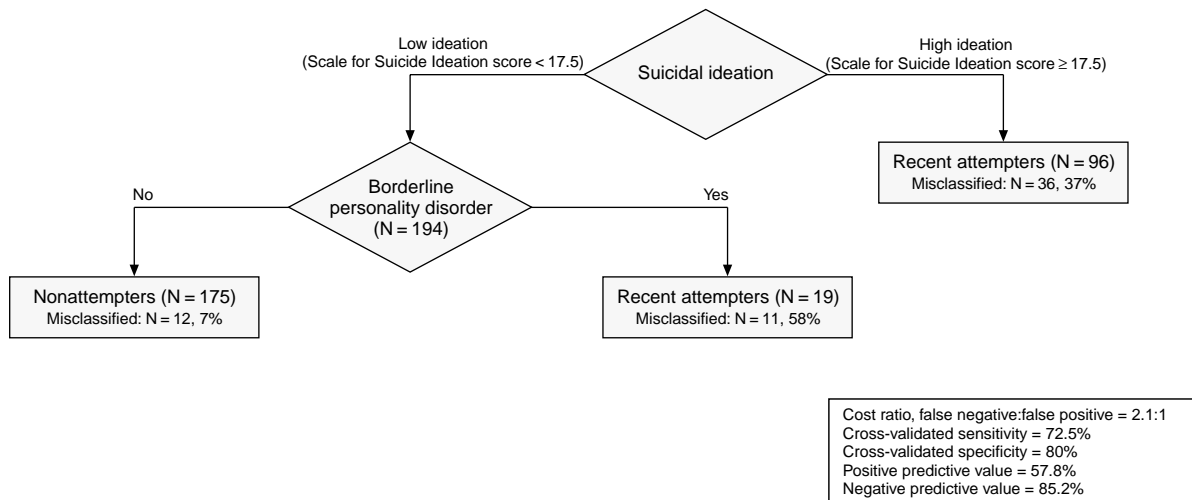 Low ideation
(Scale for Suicide Ideation score < 17.5)
Suicidal ideation
High ideation
(Scale for Suicide Ideation score ≥ 17.5)
Recent attempters (N = 96)
Misclassified: N = 36, 37%
No
Borderline
personality disorder
(N = 194)
Yes
Nonattempters (N = 175)
Misclassified: N = 12, 7%
Recent attempters (N = 19)
Misclassified: N = 11, 58%
Cost ratio, false negative:false positive = 2.1:1
Cross-validated sensitivity = 72.5%
Cross-validated specificity = 80%
Positive predictive value = 57.8%
Negative predictive value = 85.2%